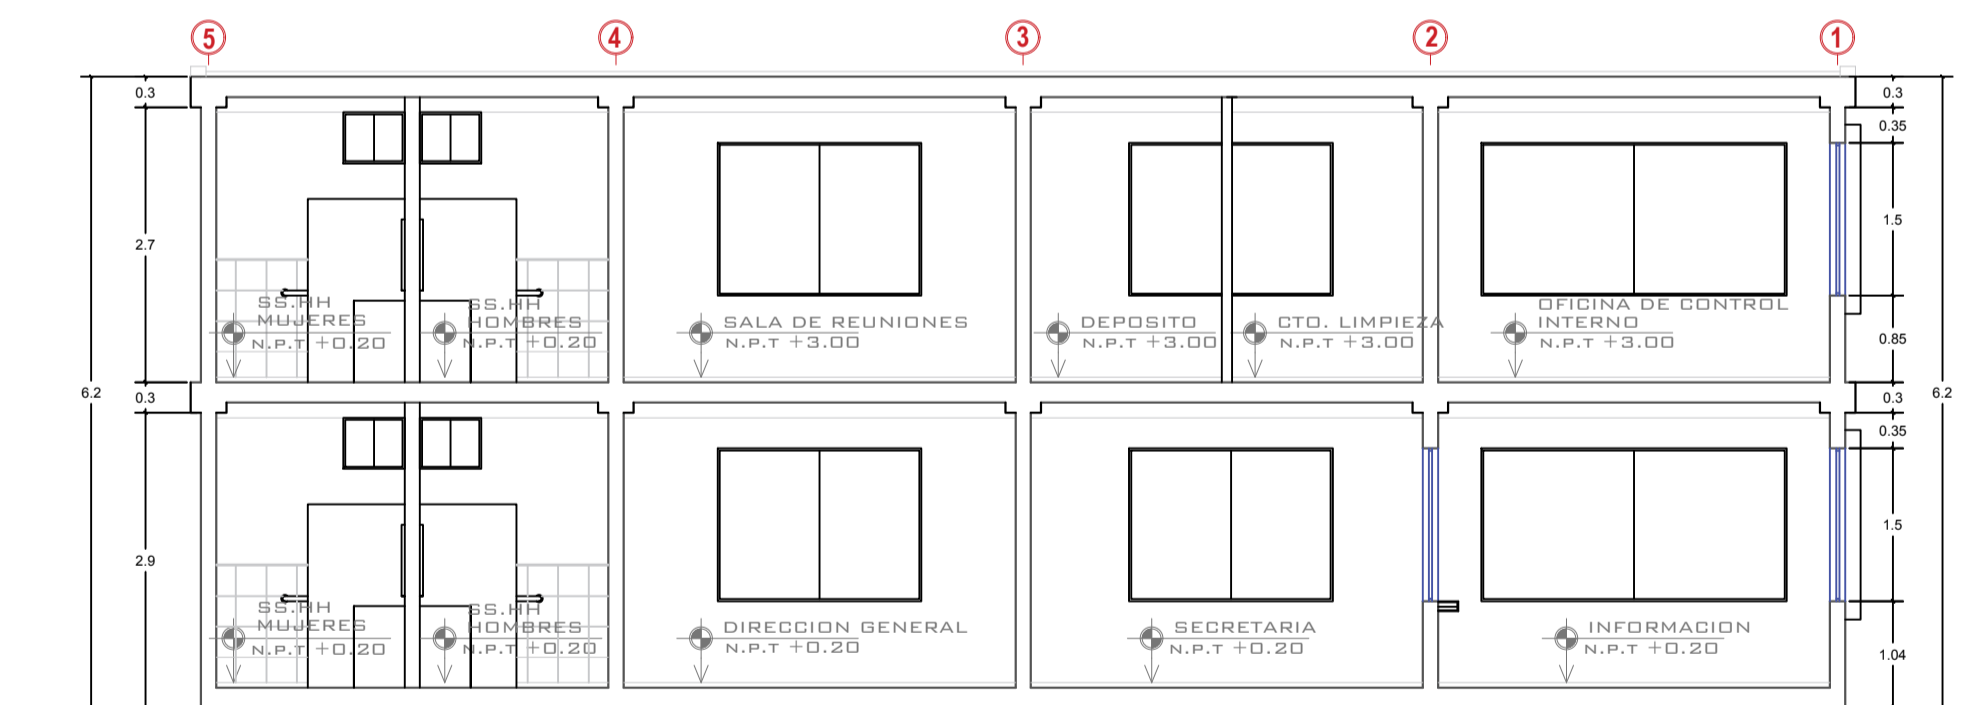 5 4 3 2 1
0.3 0.3
0.35
2.7 1.5
SS.HH
MUJERES
N.P.T +0.20
SS.HH
HOMBRES
N.P.T +0.20
SALA DE REUNIONES
N.P.T +3.00
DEPOSITO
N.P.T +3.00
CTO. LIMPIEZA
N.P.T +3.00
OFICINA DE CONTROL
INTERNO
N.P.T +3.00
0.85
6.2 0.3 0.3 6.2
0.35
2.9 1.5
SS.HH
MUJERES
N.P.T +0.20
SS.HH
HOMBRES
N.P.T +0.20
DIRECCION GENERAL
N.P.T +0.20
SECRETARIA
N.P.T +0.20
INFORMACION
N.P.T +0.20
1.04